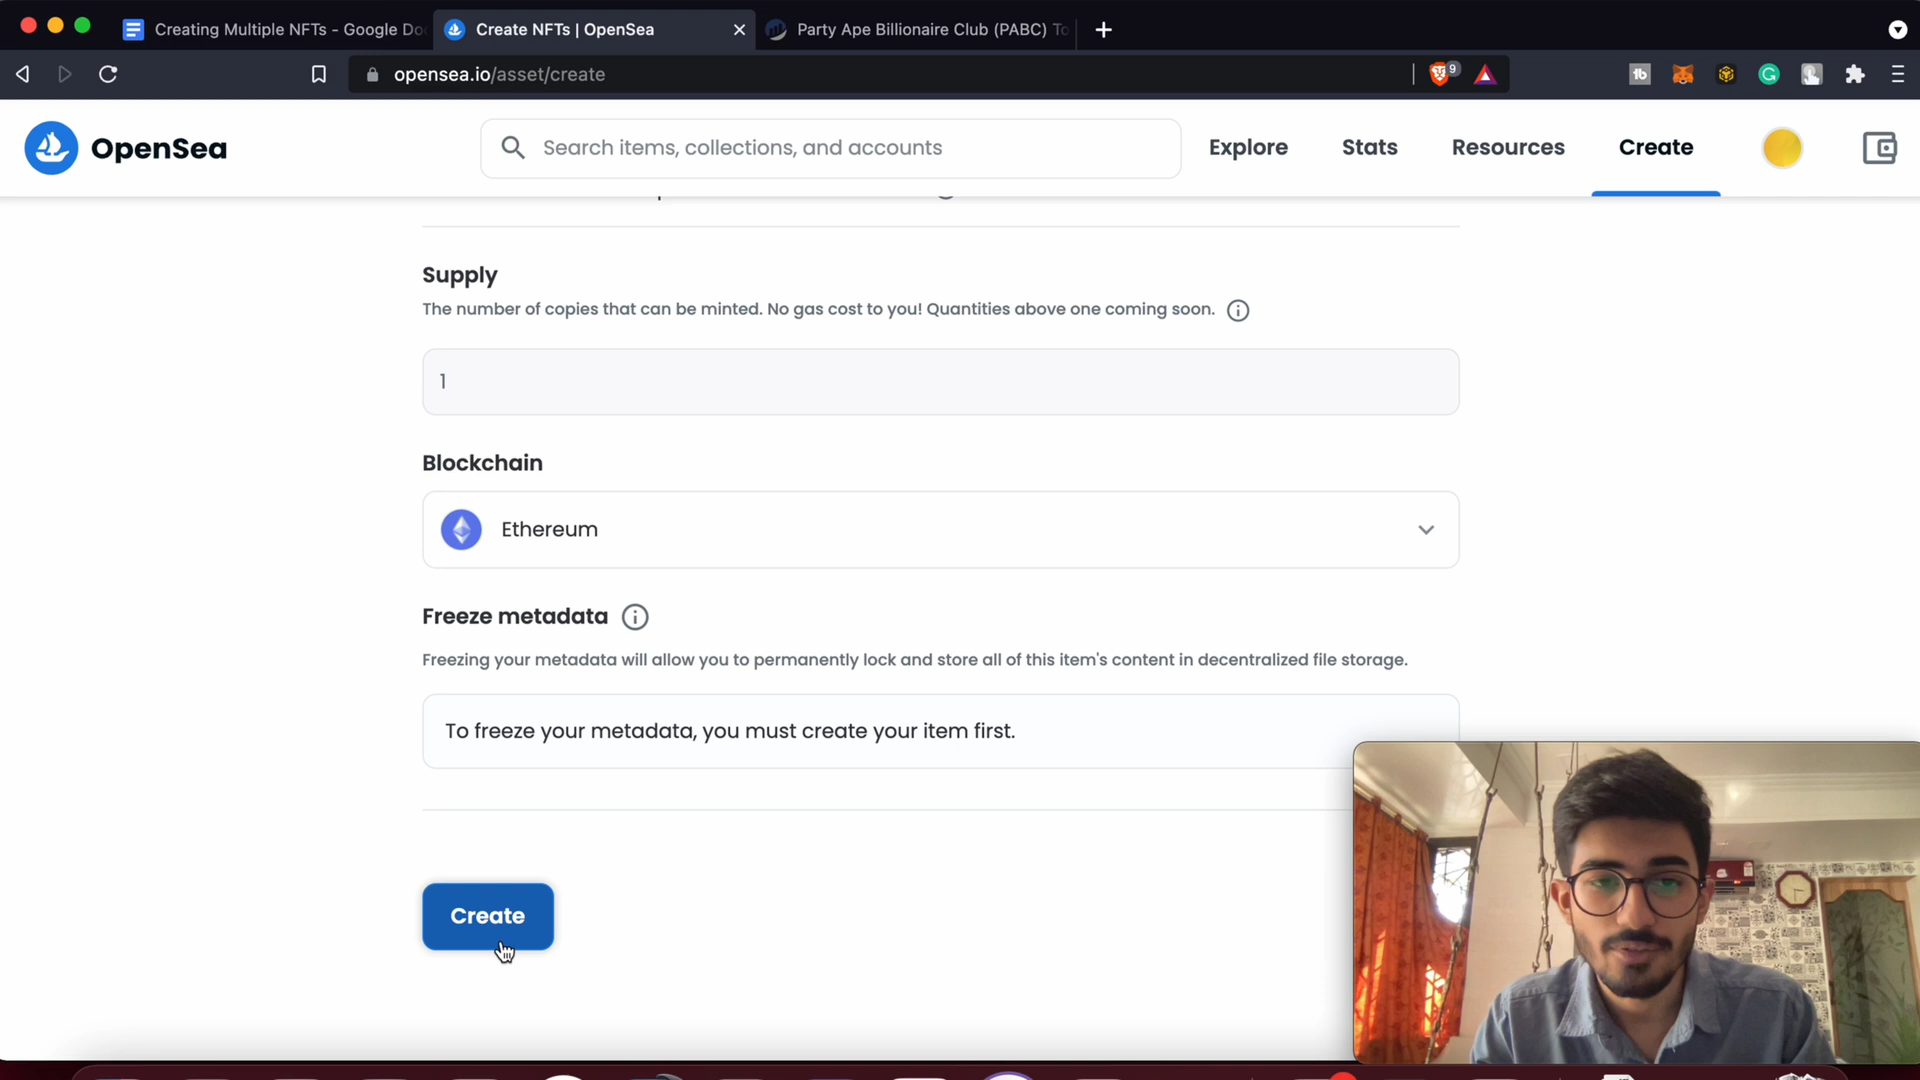 Creating Multiple NFTs - Google Do
Create NFTs | OpenSea
Party Ape Billionaire Club (PABC) To
opensea.io/asset/create
9
OpenSea
Search items, collections, and accounts
Explore
Stats
Resources
Create
Supply
The number of copies that can be minted. No gas cost to you! Quantities above one coming soon.
1
Blockchain
Ethereum
Freeze metadata
Freezing your metadata will allow you to permanently lock and store all of this item's content in decentralized file storage.
To freeze your metadata, you must create your item first.
Create